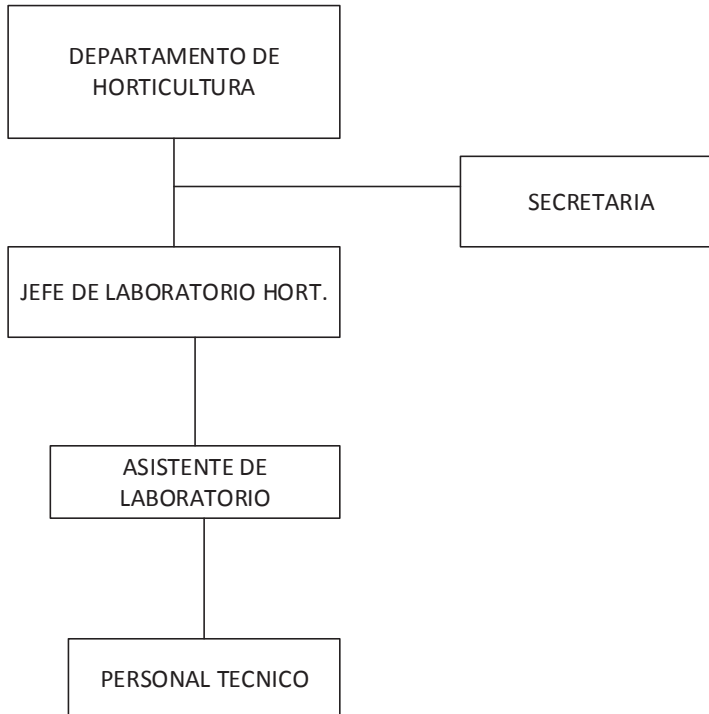 DEPARTAMENTO DE
HORTICULTURA
SECRETARIA
JEFE DE LABORATORIO HORT.
ASISTENTE DE
LABORATORIO
PERSONAL TECNICO